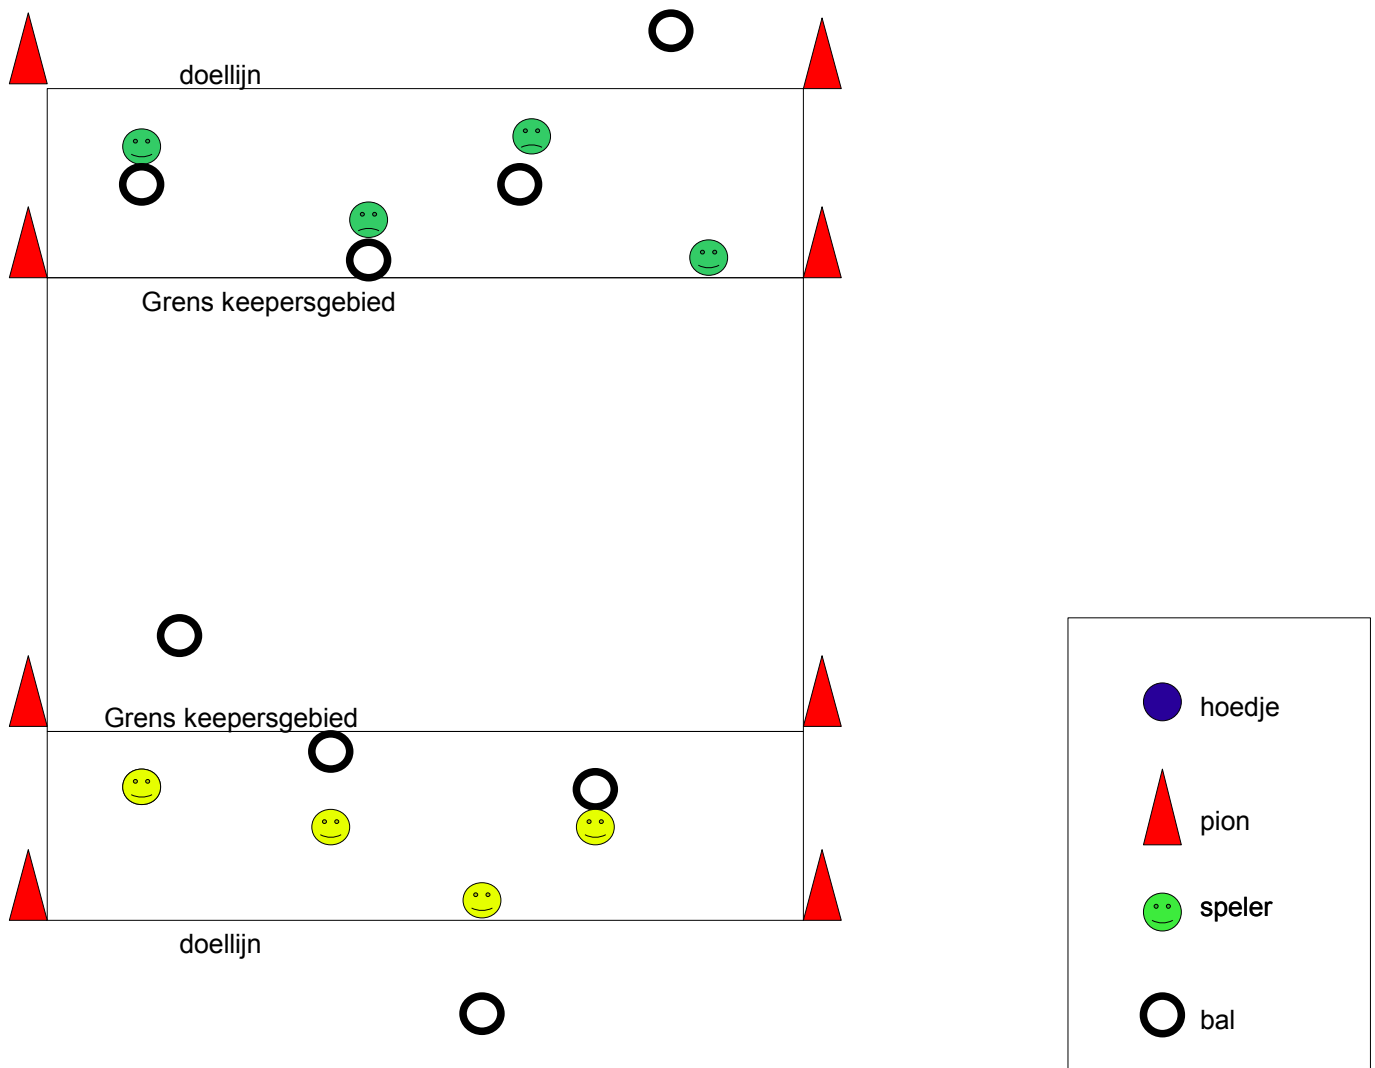 doellijn
Grens keepersgebied
Grens keepersgebied
doellijn
hoedje
pion
speler
bal